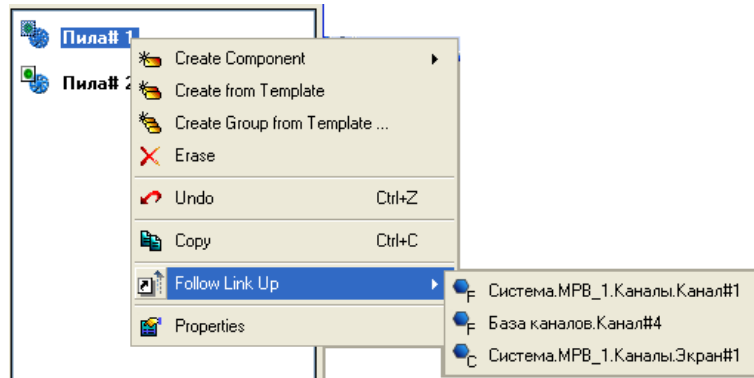 Пила# 1
Create Component
Create from Template
Пила# 2
Create Group from Template ...
Erase
Undo Ctrl+Z
Copy Ctrl+C
Follow Link Up
F Система.МРВ_1.Каналы.Канал#1
Properties
F База каналов.Канал#4
C Система.МРВ_1.Каналы.Экран#1